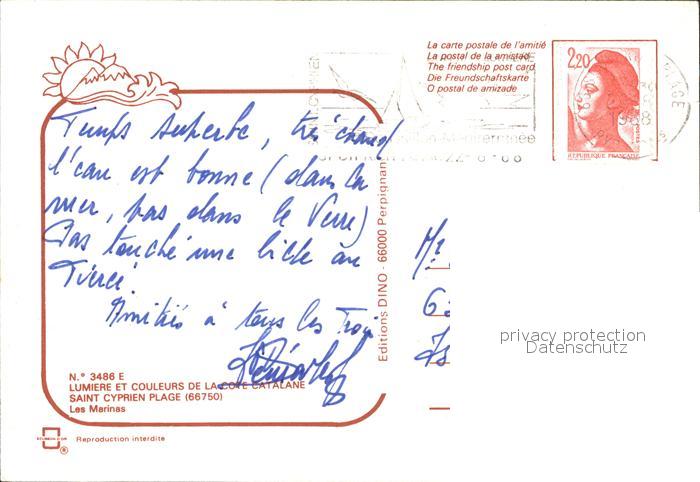 La carte postale de l'amitié
La postal de la amistad
The friendship post card
Die Freundschaftskarte
O postal de amizade
2,20
1988
REPUBLIQUE FRANÇAISE
Temps superbe, très chaud
l'eau est bonne (dans la
mer, pas dans le verre)
Pas touché une bille au
Tiercé.
Amitiés à tous les Trois
Editions DINO - 66000 Perpignan
Mr
privacy protection
Datenschutz
N.° 3486 E
LUMIERE ET COULEURS DE LA COTE CATALANE
SAINT CYPRIEN PLAGE (66750)
Les Marinas
Reproduction interdite
®